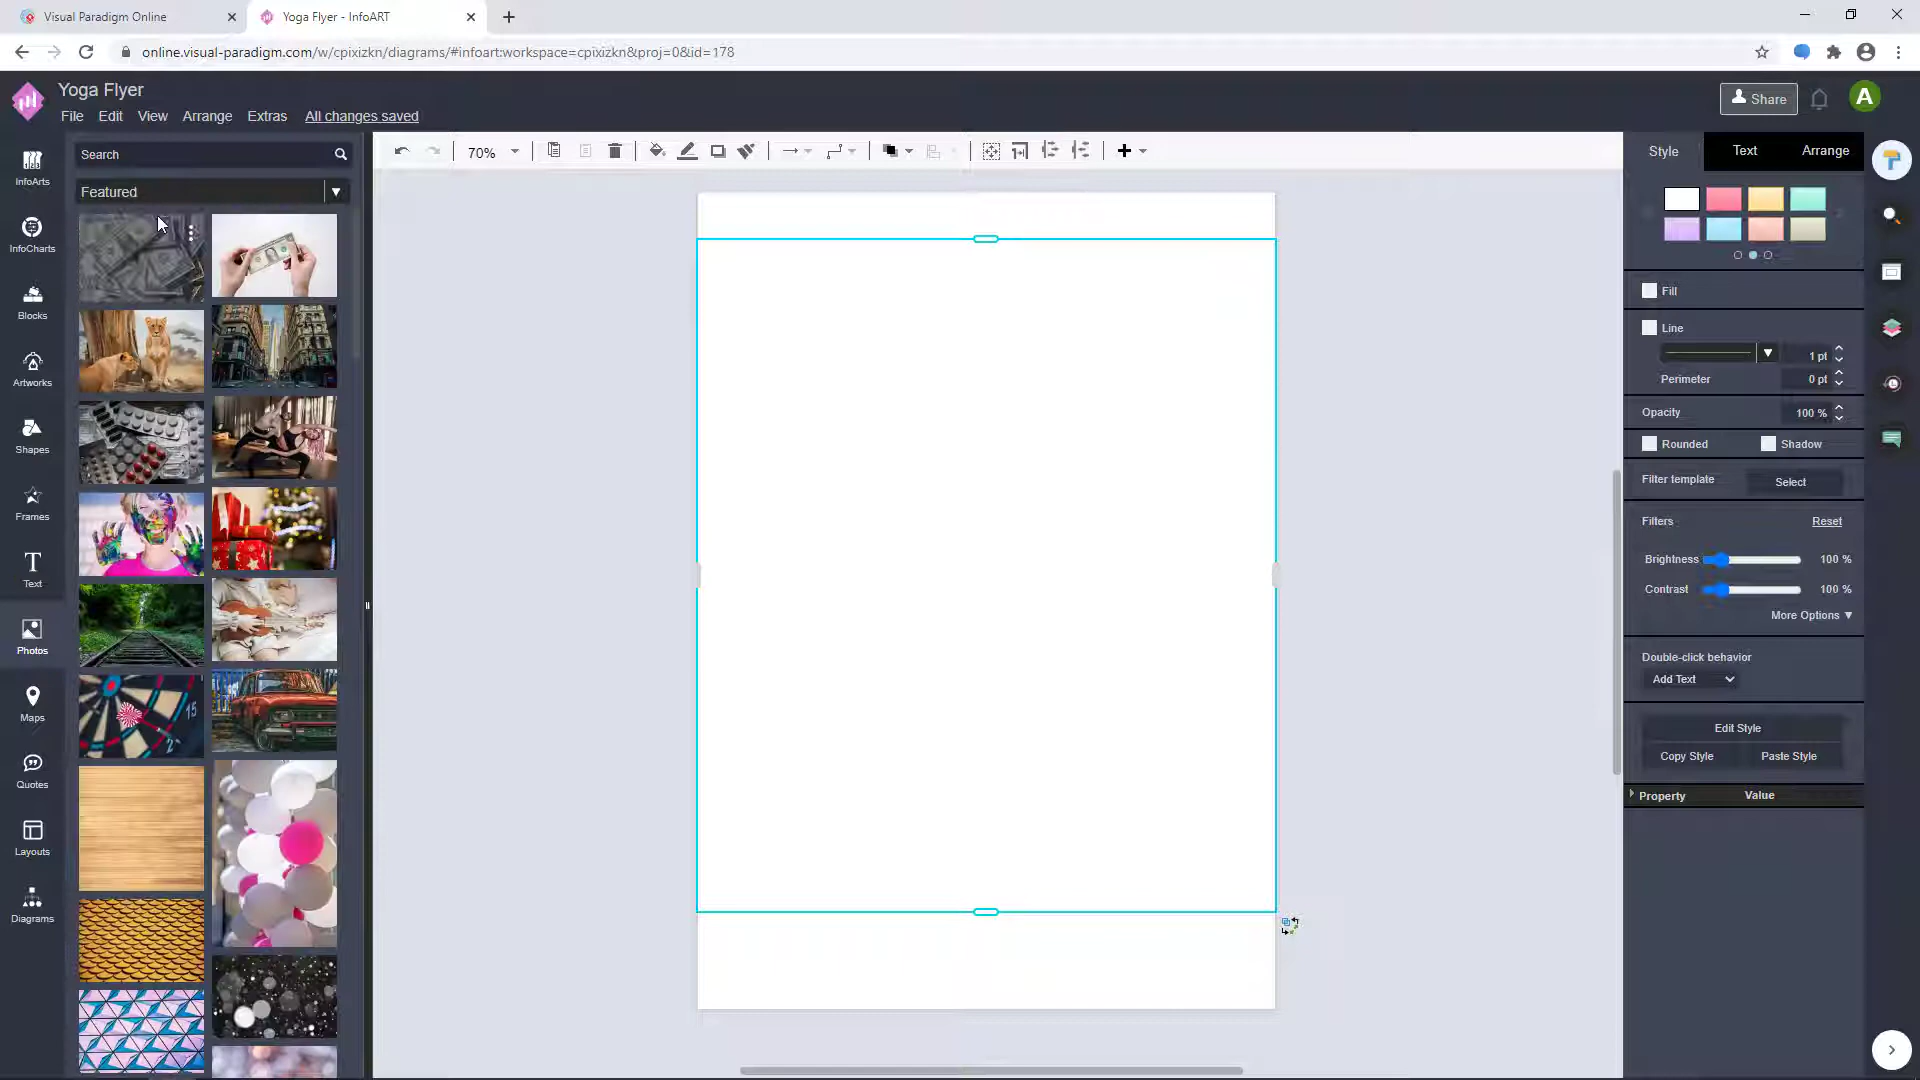 Visual Paradigm Online
Yoga Flyer - InfoART
online.visual-paradigm.com/w/cpixizkn/diagrams/#infoart:workspace=cpixizkn&proj=0&id=178
Yoga Flyer
File Edit View Arrange Extras All changes saved
Share
A
InfoArts
InfoCharts
Blocks
Artworks
Shapes
Frames
Text
Photos
Maps
Quotes
Layouts
Diagrams
Search
Featured
70%
Style Text Arrange
Fill
Line
1 pt
Perimeter 0 pt
Opacity 100 %
Rounded Shadow
Filter template Select
Filters Reset
Brightness 100 %
Contrast 100 %
More Options
Double-click behavior
Add Text
Edit Style
Copy Style Paste Style
Property Value